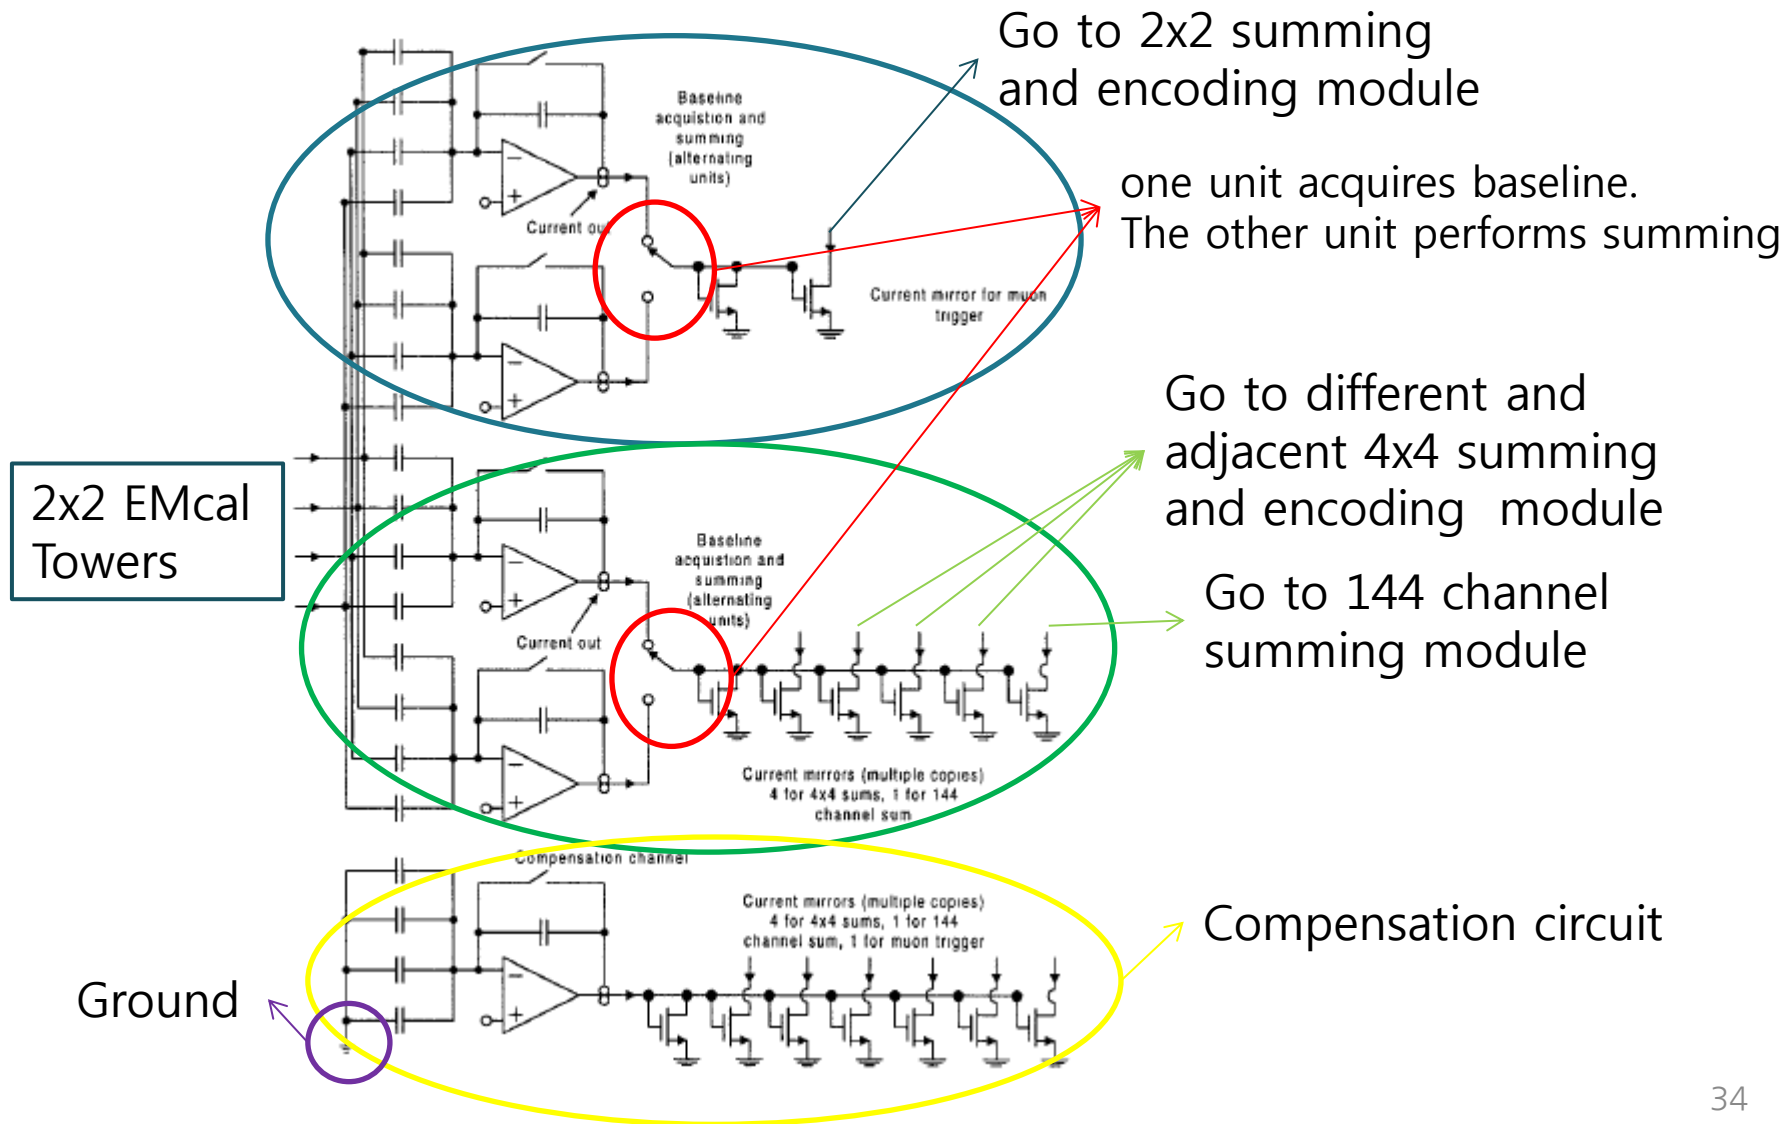 Go to 2x2 summing
and encoding module
Baseline
acquistion and
summing
(alternating
units)
one unit acquires baseline.
The other unit performs summing
Current out
Current mirror for muon
trigger
Go to different and
adjacent 4x4 summing
and encoding module
2x2 EMcal
Towers
Baseline
acquistion and
summing
(alternating
units)
Go to 144 channel
summing module
Current out
Current mirrors (multiple copies)
4 for 4x4 sums, 1 for 144
channel sum
Compensation channel
Current mirrors (multiple copies)
4 for 4x4 sums, 1 for 144
channel sum, 1 for muon trigger
Compensation circuit
Ground
34